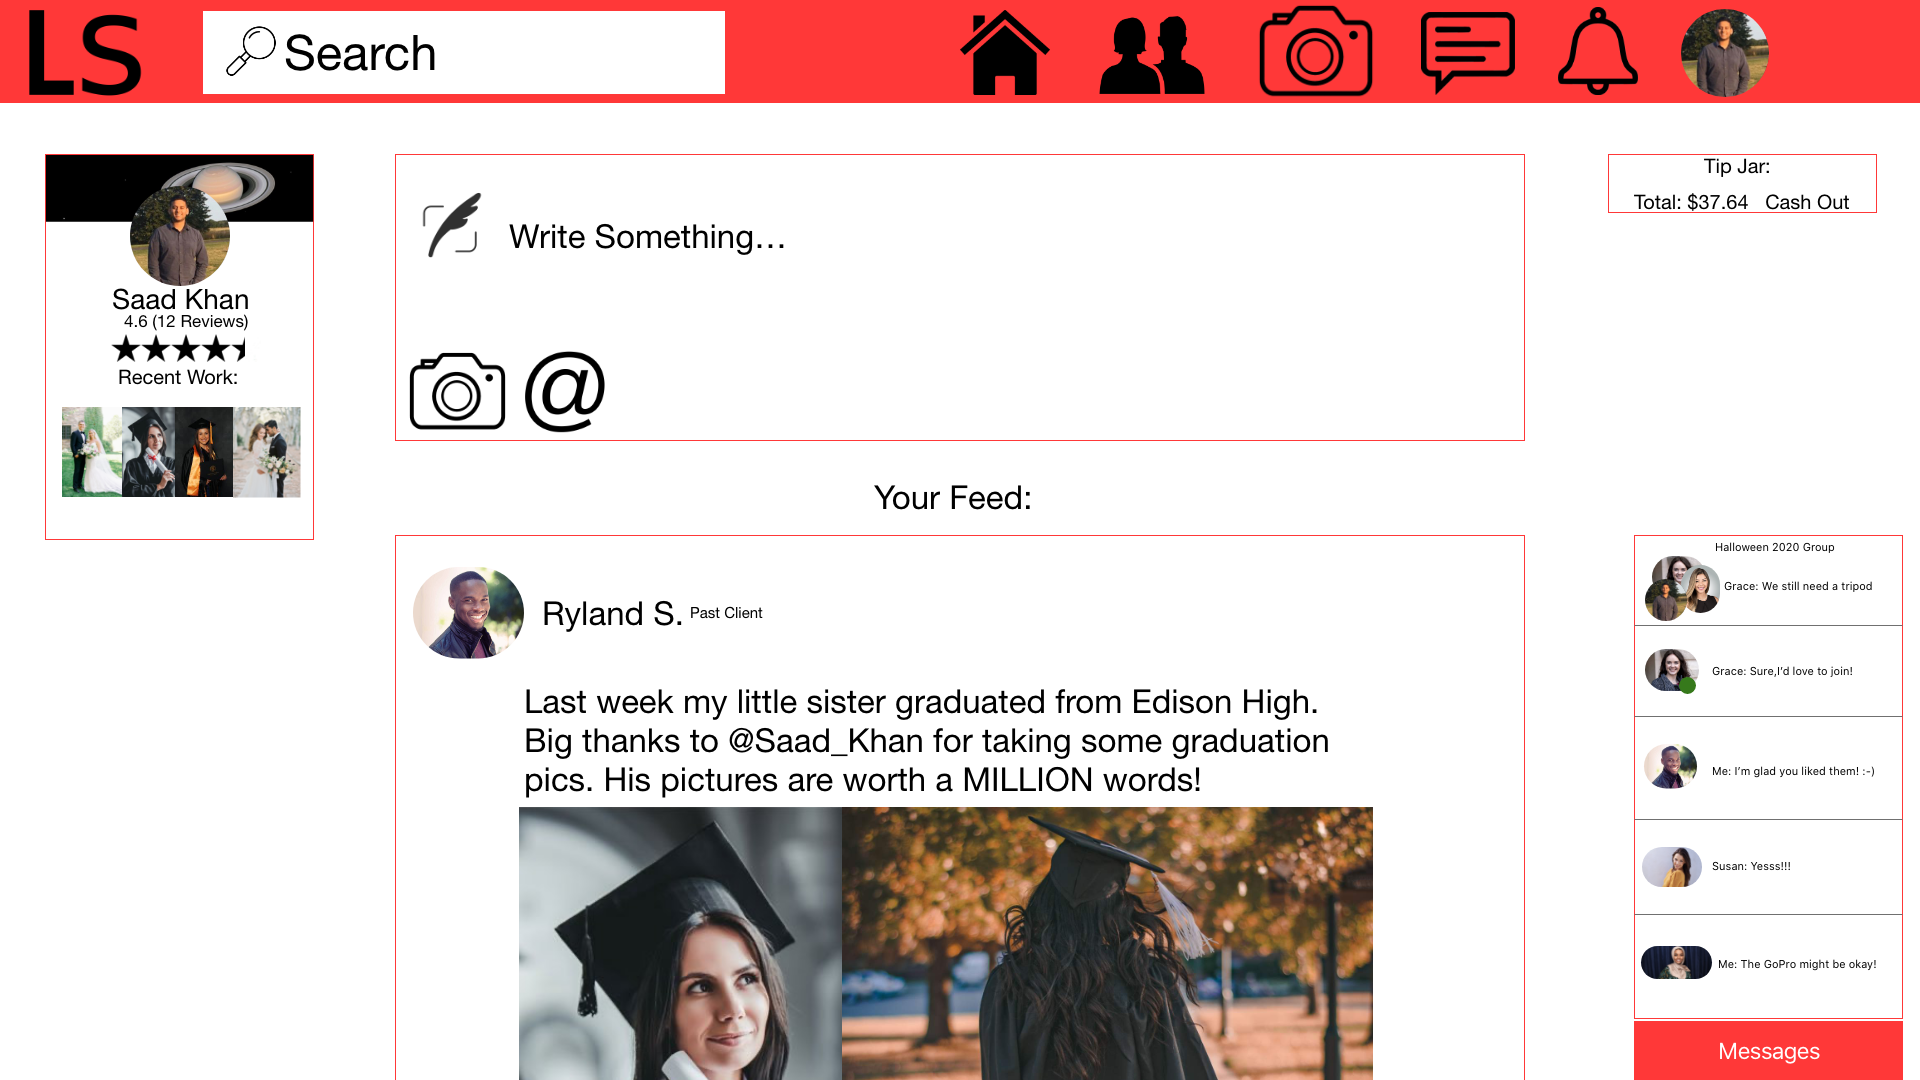 LS
Search
Saad Khan
4.6 (12 Reviews)
Recent Work:
Write Something...
@
Tip Jar:
Total: $37.64 Cash Out
Your Feed:
Ryland S. Past Client
Last week my little sister graduated from Edison High.
Big thanks to @Saad_Khan for taking some graduation
pics. His pictures are worth a MILLION words!
Halloween 2020 Group
Grace: We still need a tripod
Grace: Sure,I'd love to join!
Me: I'm glad you liked them! :-)
Susan: Yesss!!!
Me: The GoPro might be okay!
Messages